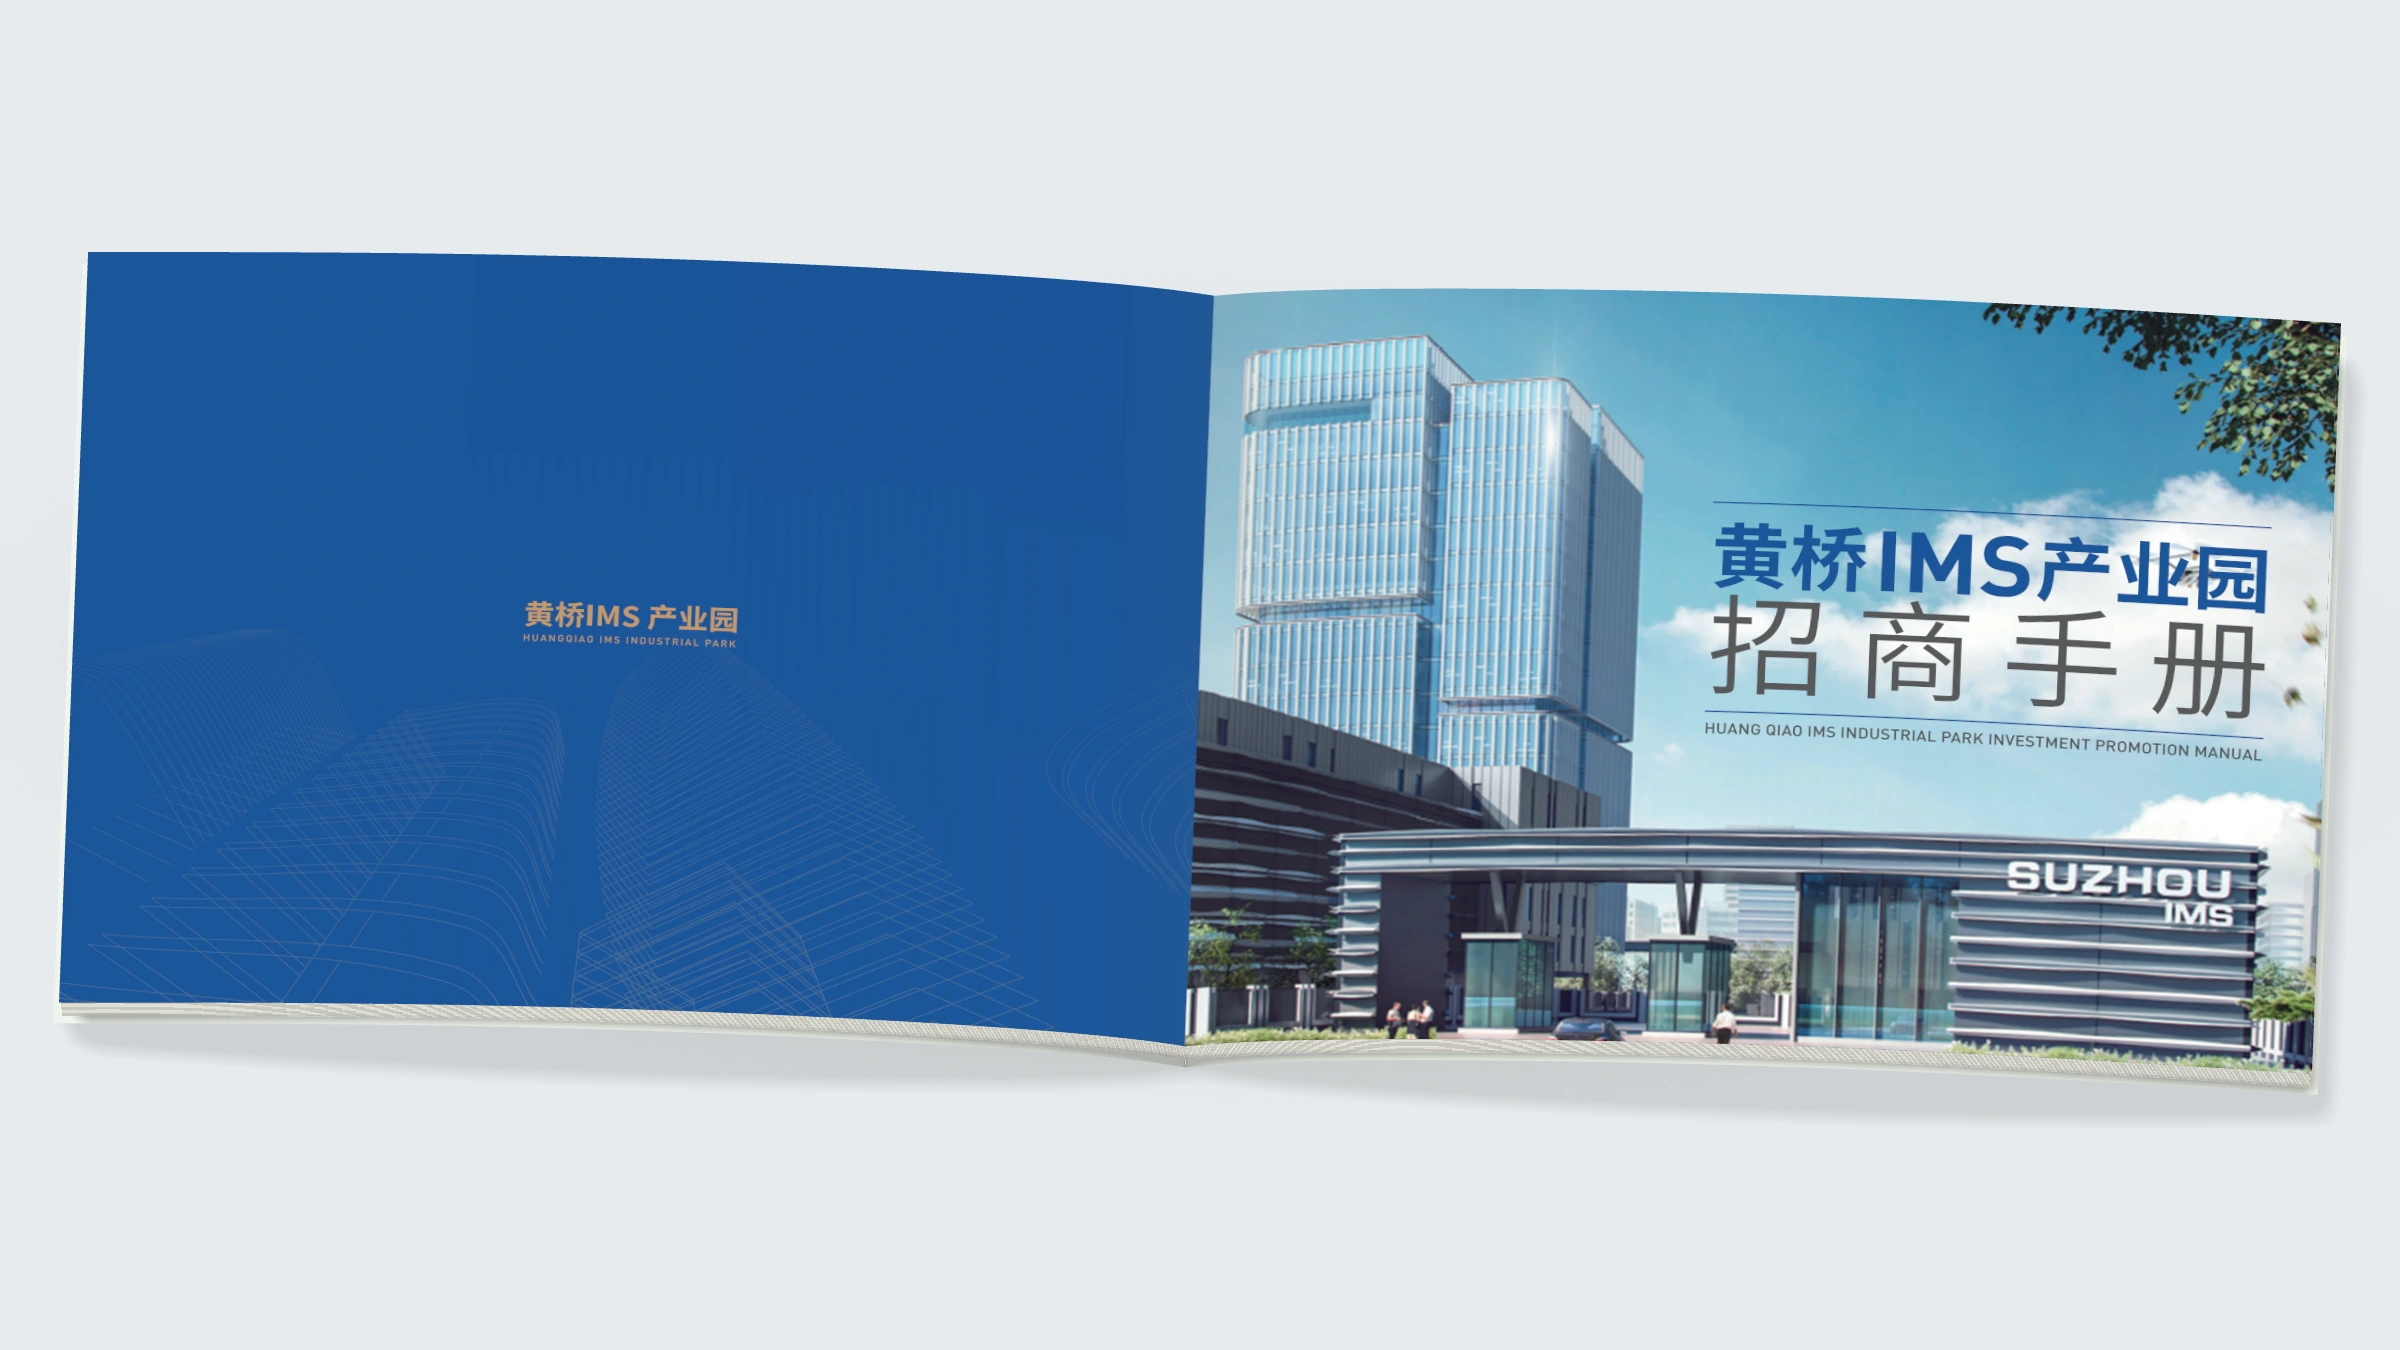 黄桥IMS 产业园
HUANGQIAO IMS INDUSTRIAL PARK
黄桥IMS产业园
招商手册
HUANG QIAO IMS INDUSTRIAL PARK INVESTMENT PROMOTION MANUAL
SUZHOU
IMS